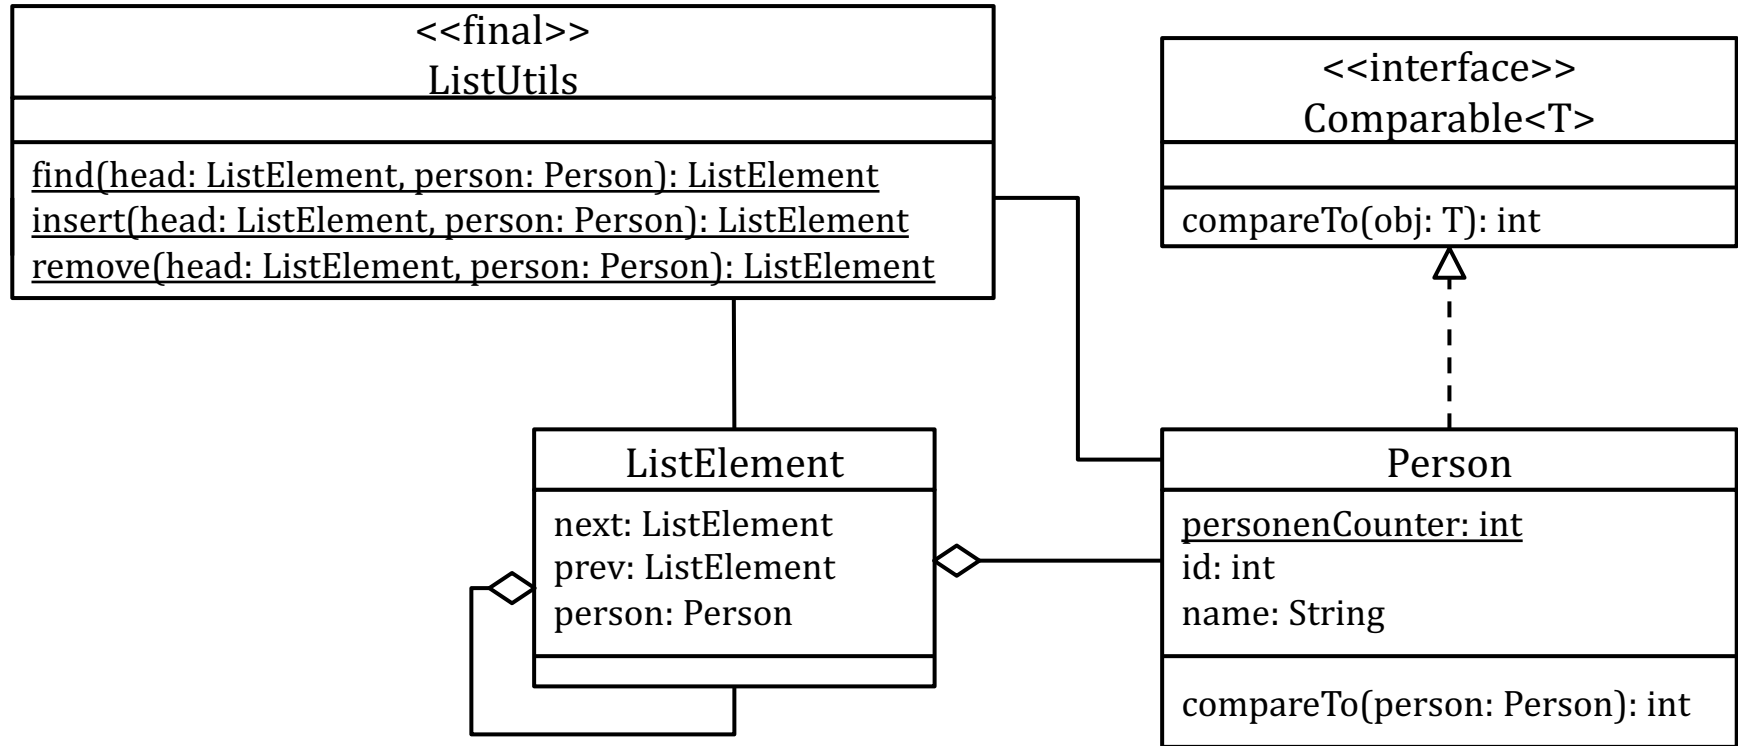 <<final>>
ListUtils
find(head: ListElement, person: Person): ListElement
insert(head: ListElement, person: Person): ListElement
remove(head: ListElement, person: Person): ListElement
<<interface>>
Comparable<T>
compareTo(obj: T): int
ListElement
next: ListElement
prev: ListElement
person: Person
Person
personenCounter: int
id: int
name: String
compareTo(person: Person): int